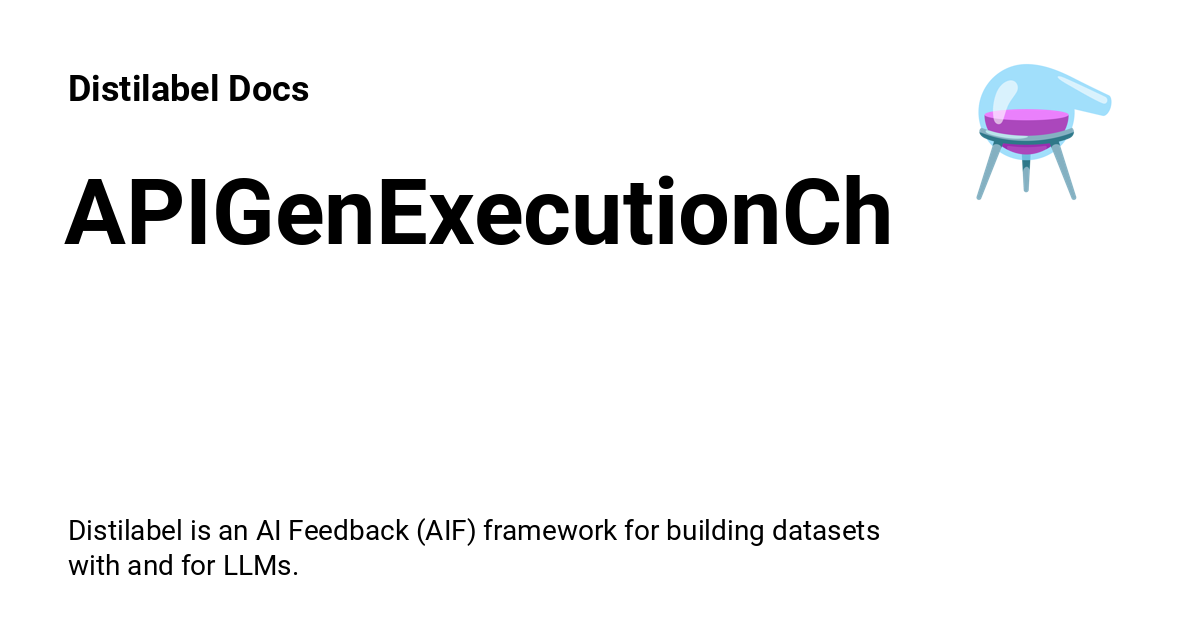 Distilabel Docs
APIGenExecutionCh
Distilabel is an AI Feedback (AIF) framework for building datasets
with and for LLMs.